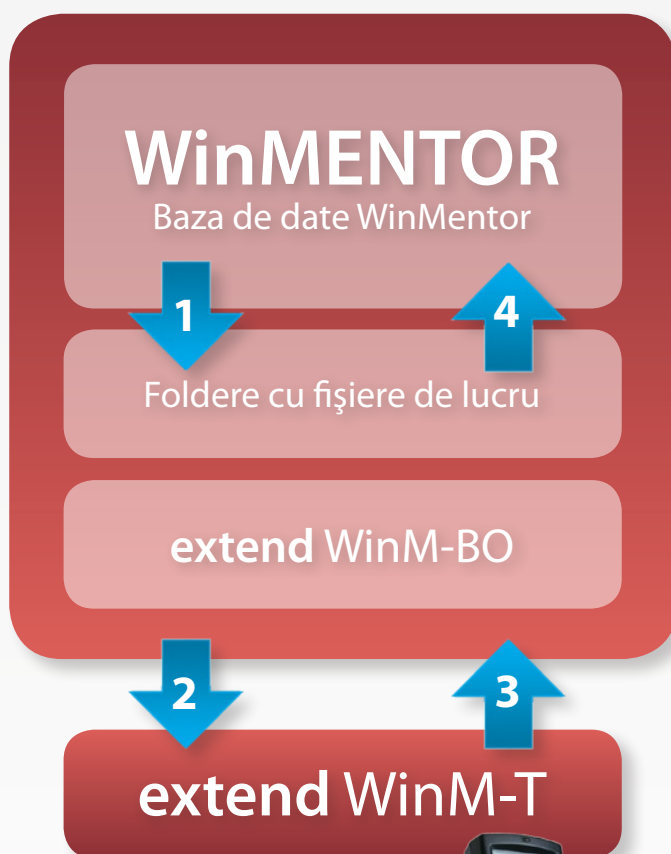 WinMENTOR
Baza de date WinMentor
1
4
Foldere cu fişiere de lucru
extend WinM-BO
2
3
extend WinM-T